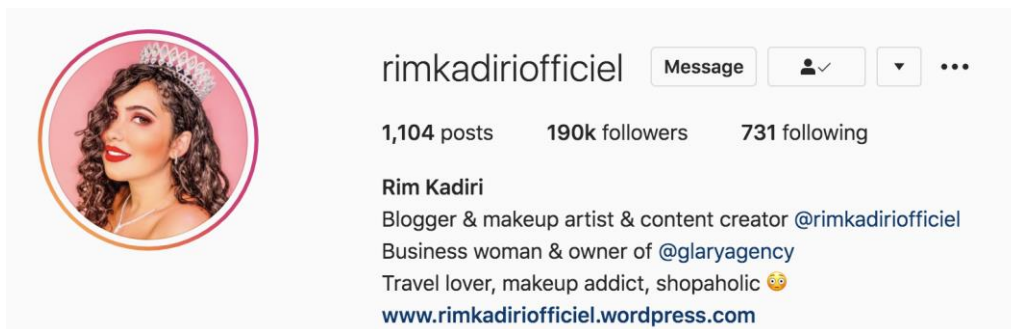 rimkadiriofficiel Message
1,104 posts 190k followers 731 following
Rim Kadiri
Blogger & makeup artist & content creator @rimkadiriofficiel
Business woman & owner of @glaryagency
Travel lover, makeup addict, shopaholic 😳
www.rimkadiriofficiel.wordpress.com